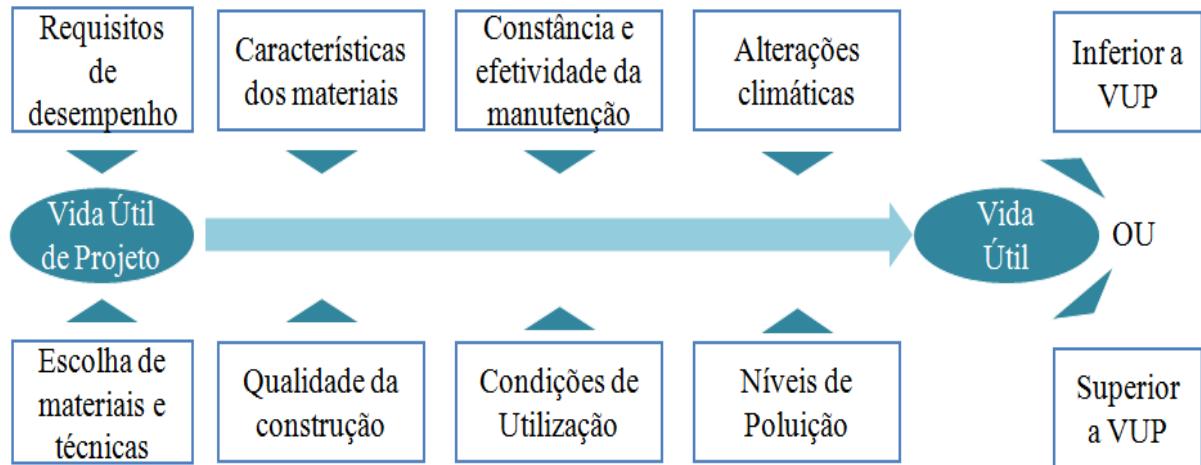 Requisitos
de
desempenho
Características
dos materiais
Constância e
efetividade da
manutenção
Alterações
climáticas
Inferior a
VUP
Vida Útil
de Projeto
Vida
Útil
OU
Escolha de
materiais e
técnicas
Qualidade da
construção
Condições de
Utilização
Níveis de
Poluição
Superior
a VUP